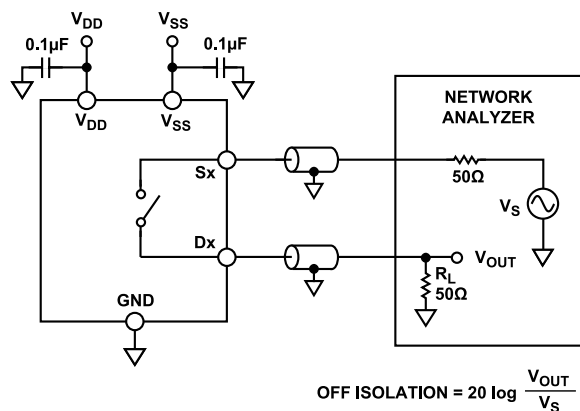 VDD
VSS
0.1µF
0.1µF
VDD
VSS
NETWORK
ANALYZER
Sx
50Ω
VS
Dx
VOUT
RL
50Ω
GND
OFF ISOLATION = 20 log VOUT
VS